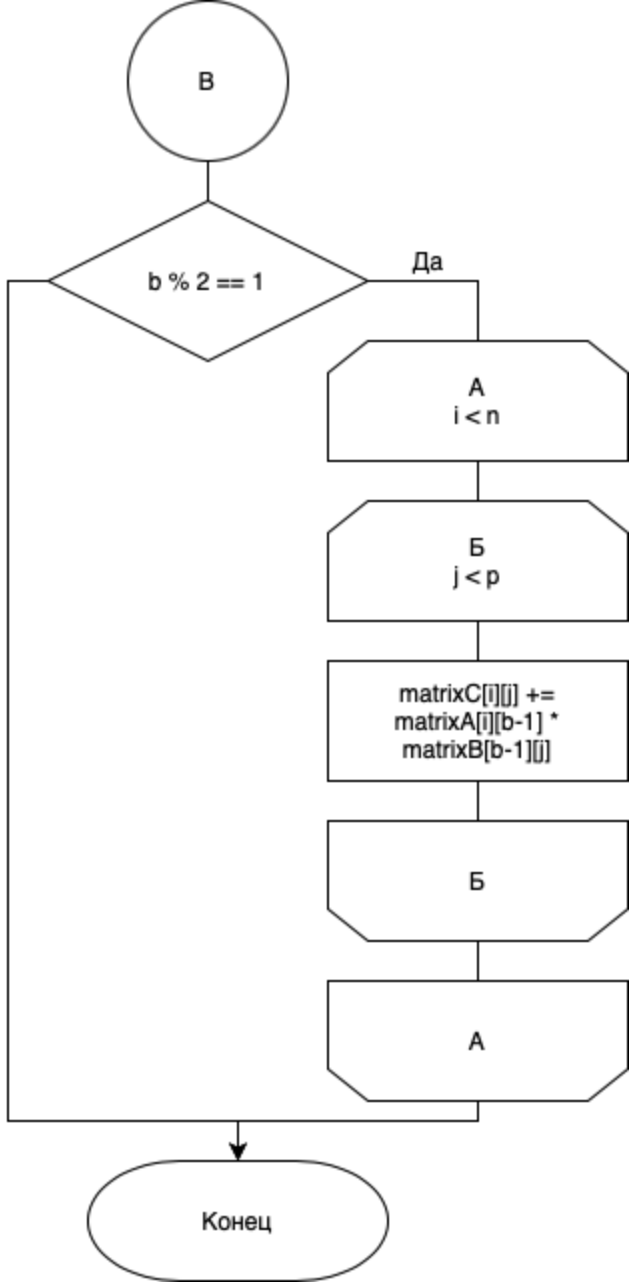 В
b % 2 == 1
Да
А
i < n
Б
j < p
matrixC[i][j] +=
matrixA[i][b-1] *
matrixB[b-1][j]
Б
А
Конец